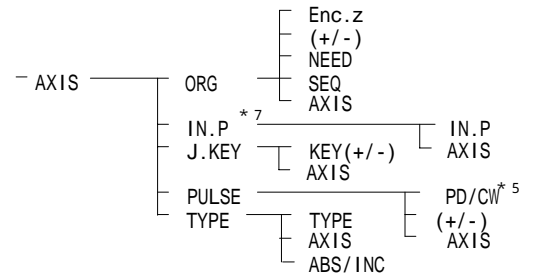 Enc.z
(+/-)
NEED
AXIS ORG SEQ
AXIS
IN.P *7 IN.P
J.KEY KEY(+/-) AXIS
AXIS
PULSE PD/CW*5
TYPE TYPE (+/-)
AXIS AXIS
ABS/INC